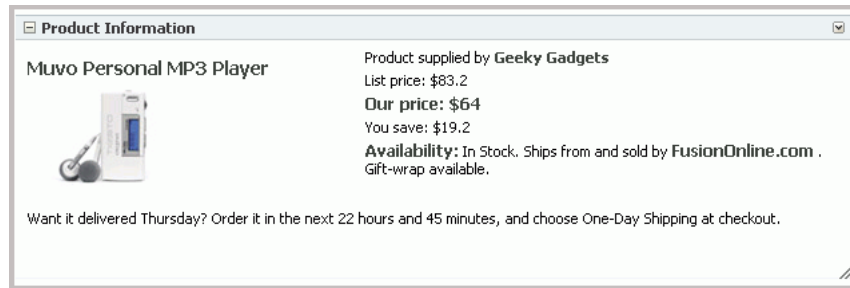 Product Information
Muvo Personal MP3 Player
Product supplied by Geeky Gadgets
List price: $83.2
Our price: $64
You save: $19.2
Availability: In Stock. Ships from and sold by FusionOnline.com .
Gift-wrap available.
Want it delivered Thursday? Order it in the next 22 hours and 45 minutes, and choose One-Day Shipping at checkout.